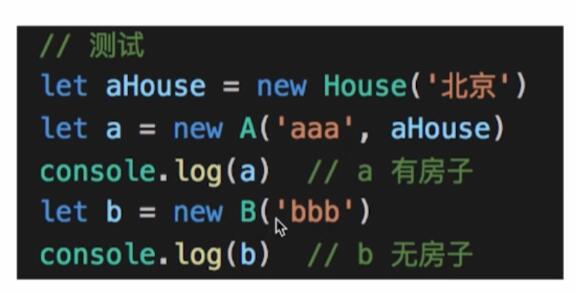 // 测试
let aHouse = new House('北京')
let a = new A('aaa', aHouse)
console.log(a)  // a 有房子
let b = new B('bbb')
console.log(b)  // b 无房子